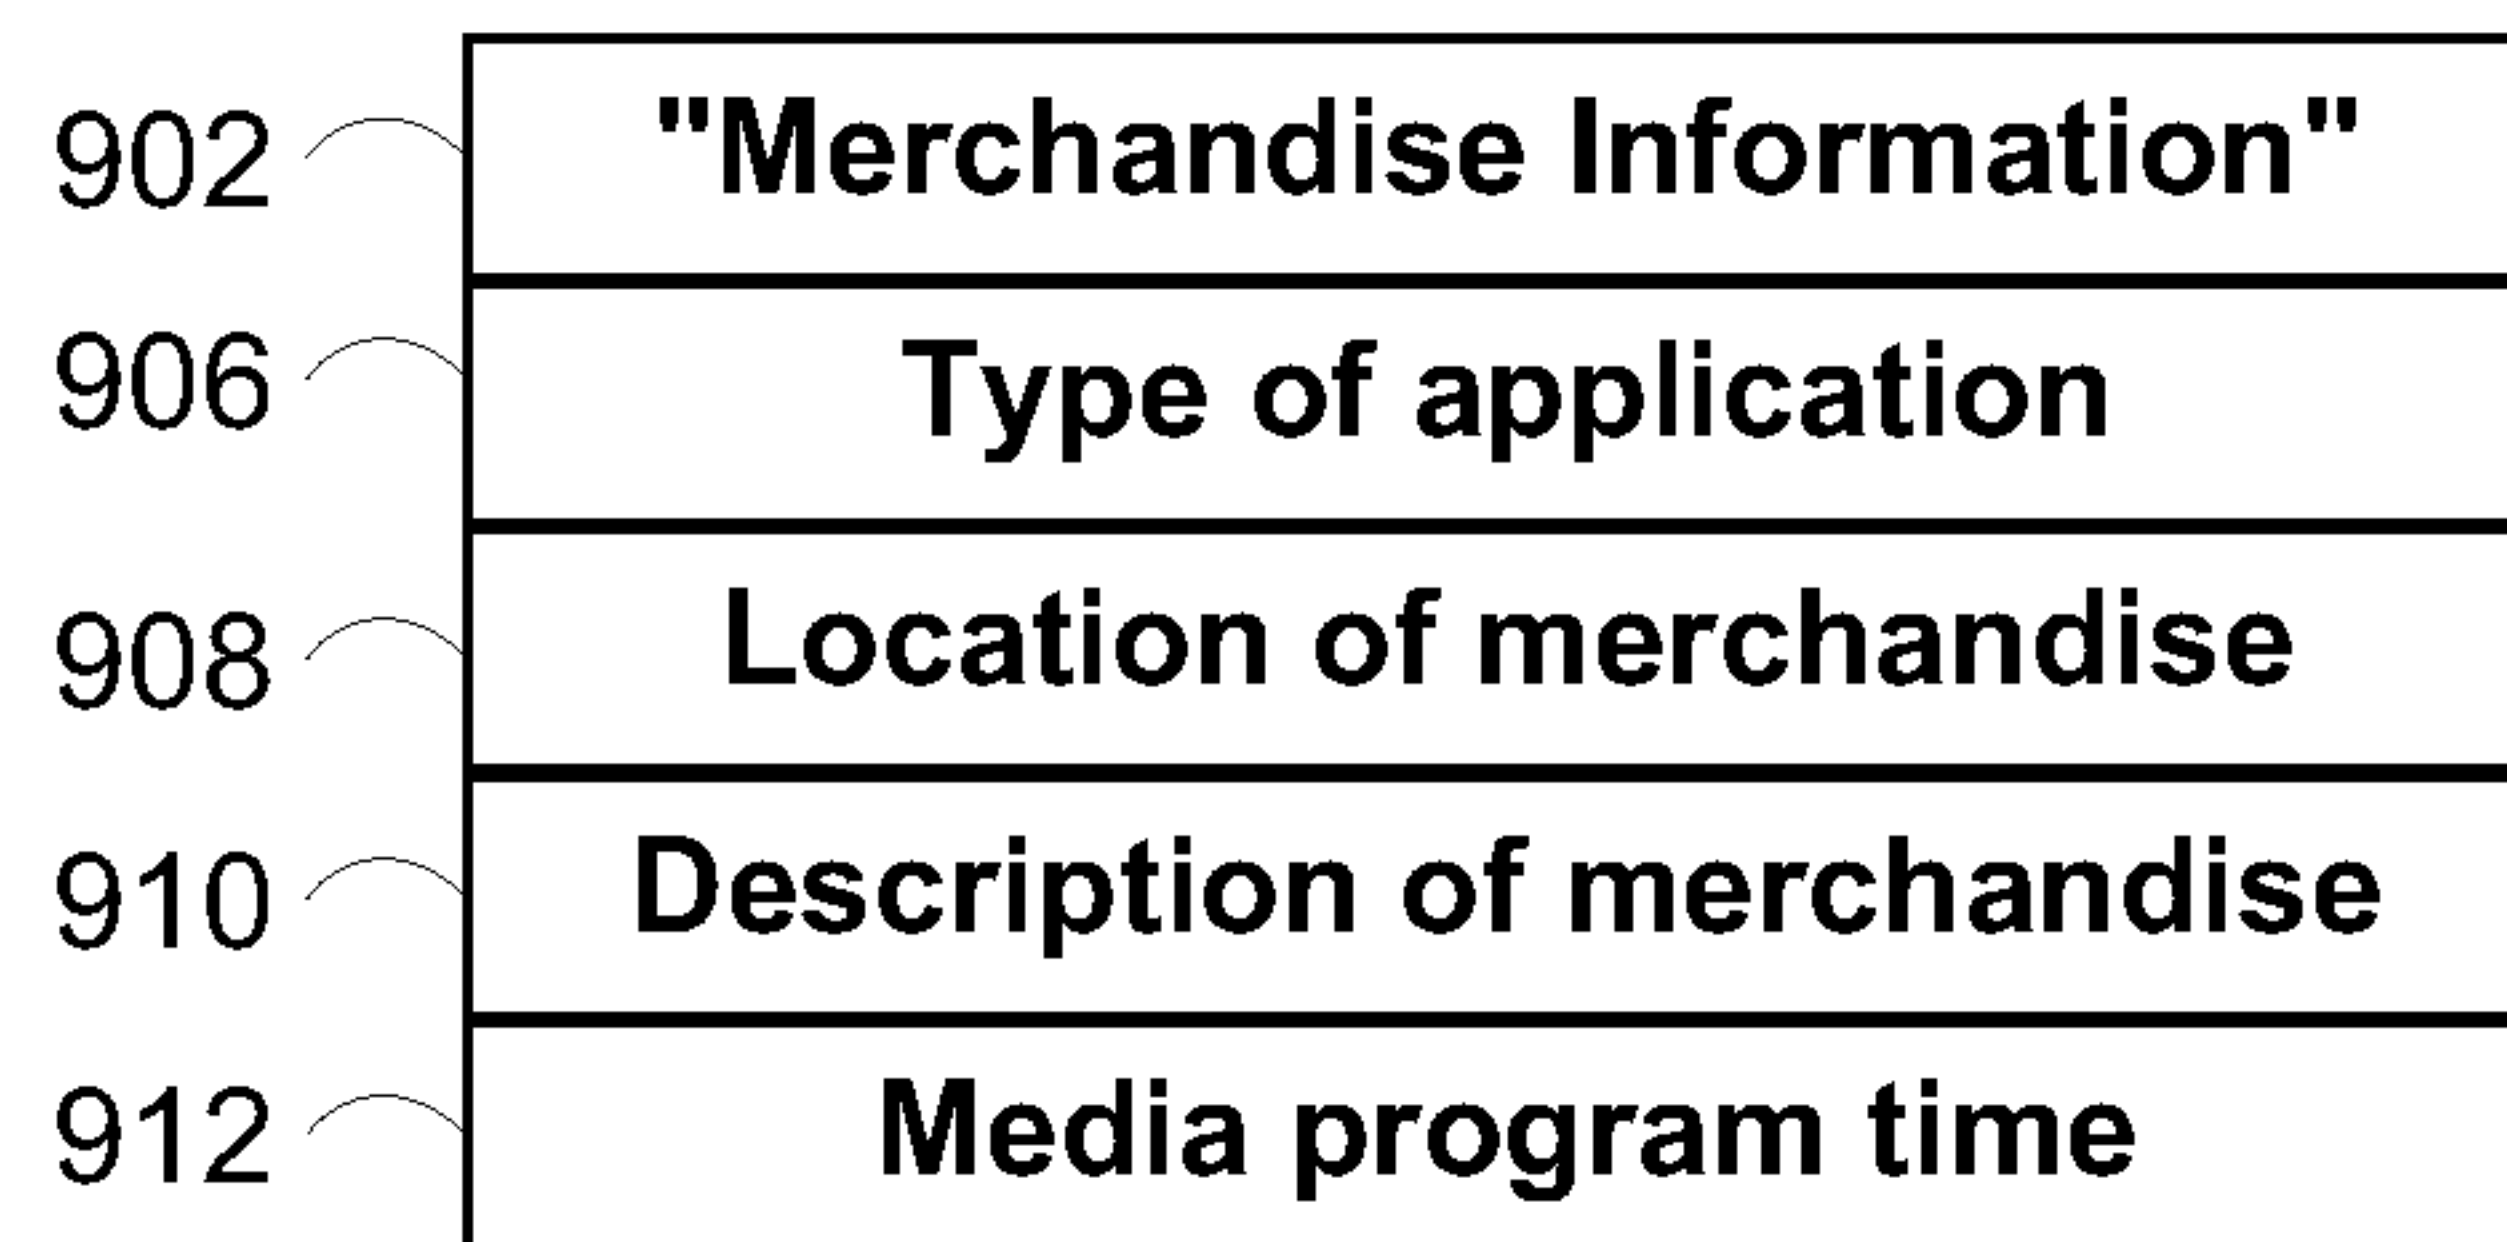 902 "Merchandise Information"
906 Type of application
908 Location of merchandise
910 Description of merchandise
912 Media program time